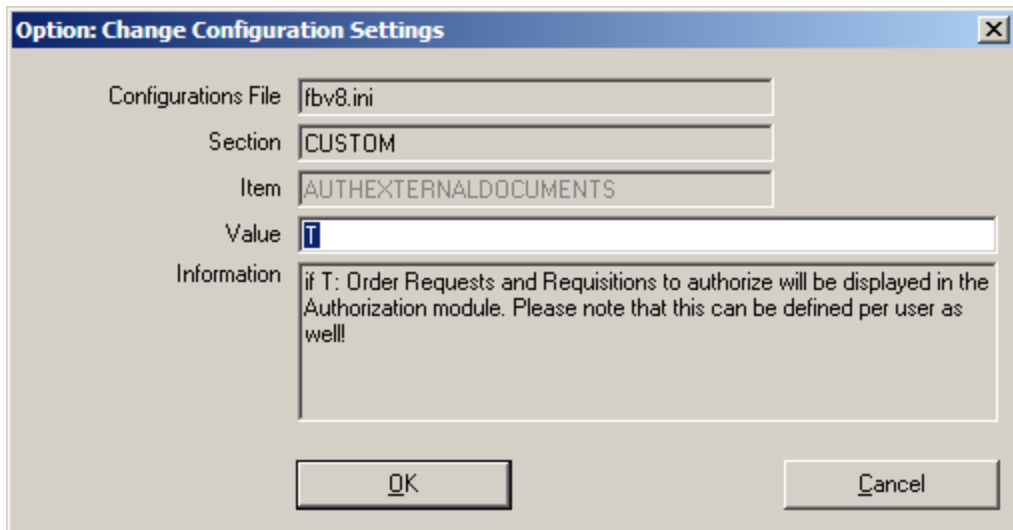 Option: Change Configuration Settings
Configurations File fbv8.ini
Section CUSTOM
Item AUTHEXTERNALDOCUMENTS
Value T
Information if T: Order Requests and Requisitions to authorize will be displayed in the
Authorization module. Please note that this can be defined per user as
well!
OK Cancel